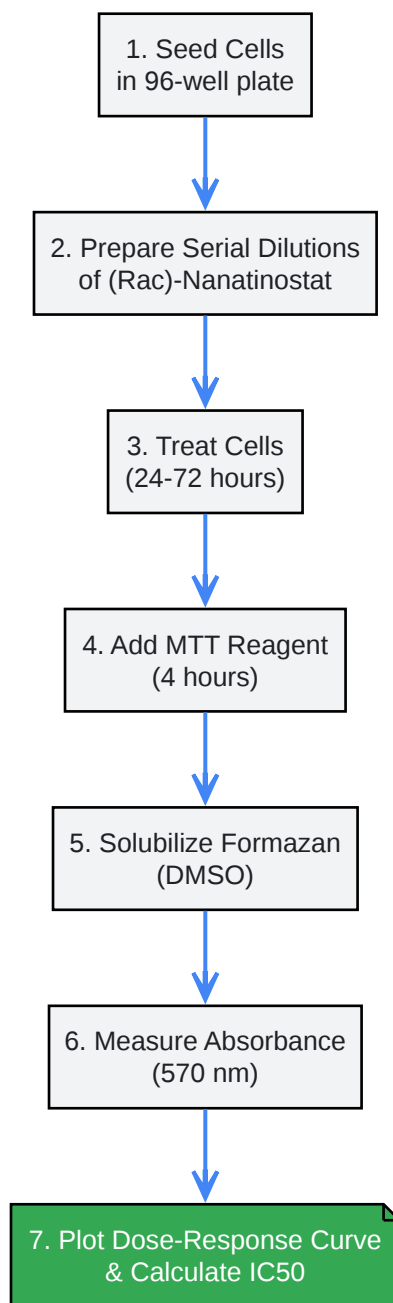 1. Seed Cells
in 96-well plate
2. Prepare Serial Dilutions
of (Rac)-Nanatinostat
3. Treat Cells
(24-72 hours)
4. Add MTT Reagent
(4 hours)
5. Solubilize Formazan
(DMSO)
6. Measure Absorbance
(570 nm)
7. Plot Dose-Response Curve
& Calculate IC50